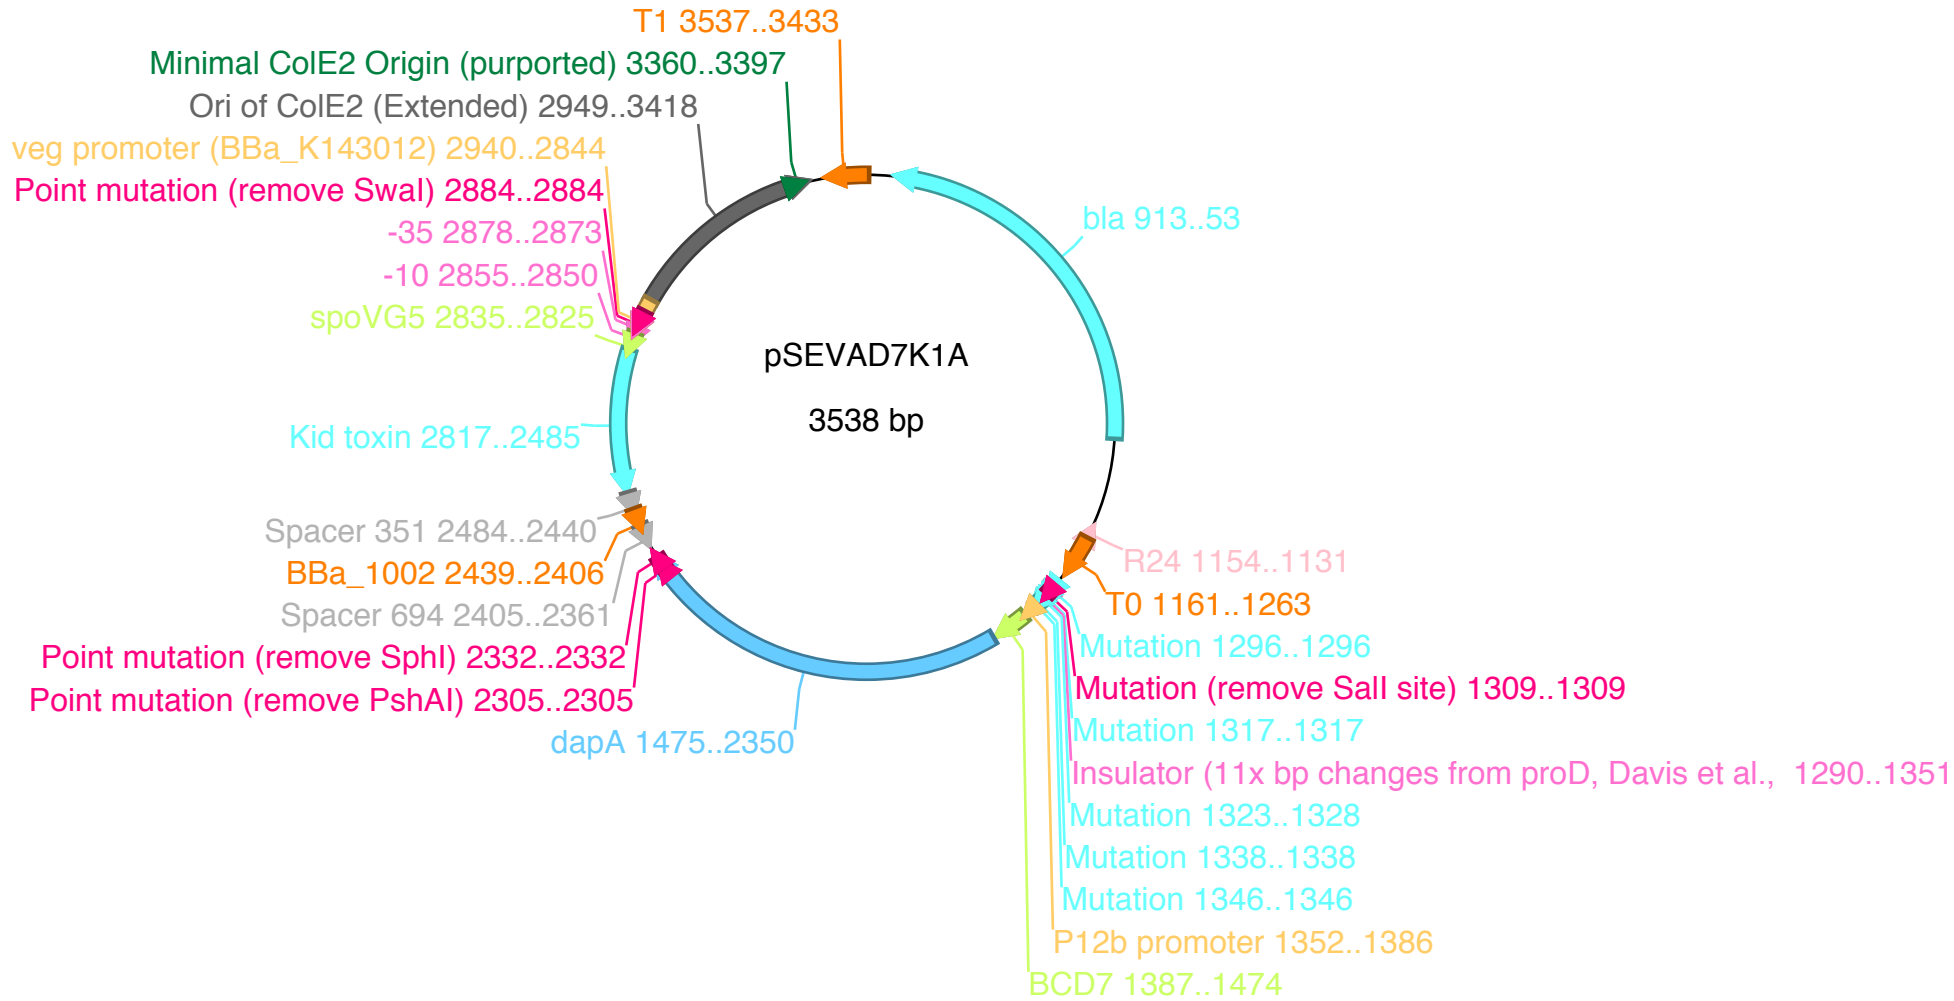 T1 3537..3433
Minimal ColE2 Origin (purported) 3360..3397
Ori of ColE2 (Extended) 2949..3418
veg promoter (BBa_K143012) 2940..2844
Point mutation (remove SwaI) 2884..2884
-35 2878..2873
-10 2855..2850
spoVG5 2835..2825
bla 913..53
pSEVAD7K1A
3538 bp
Kid toxin 2817..2485
Spacer 351 2484..2440
BBa_1002 2439..2406
Spacer 694 2405..2361
Point mutation (remove SphI) 2332..2332
Point mutation (remove PshAI) 2305..2305
dapA 1475..2350
R24 1154..1131
T0 1161..1263
Mutation 1296..1296
Mutation (remove SalI site) 1309..1309
Mutation 1317..1317
Insulator (11x bp changes from proD, Davis et al.,  1290..1351
Mutation 1323..1328
Mutation 1338..1338
Mutation 1346..1346
P12b promoter 1352..1386
BCD7 1387..1474